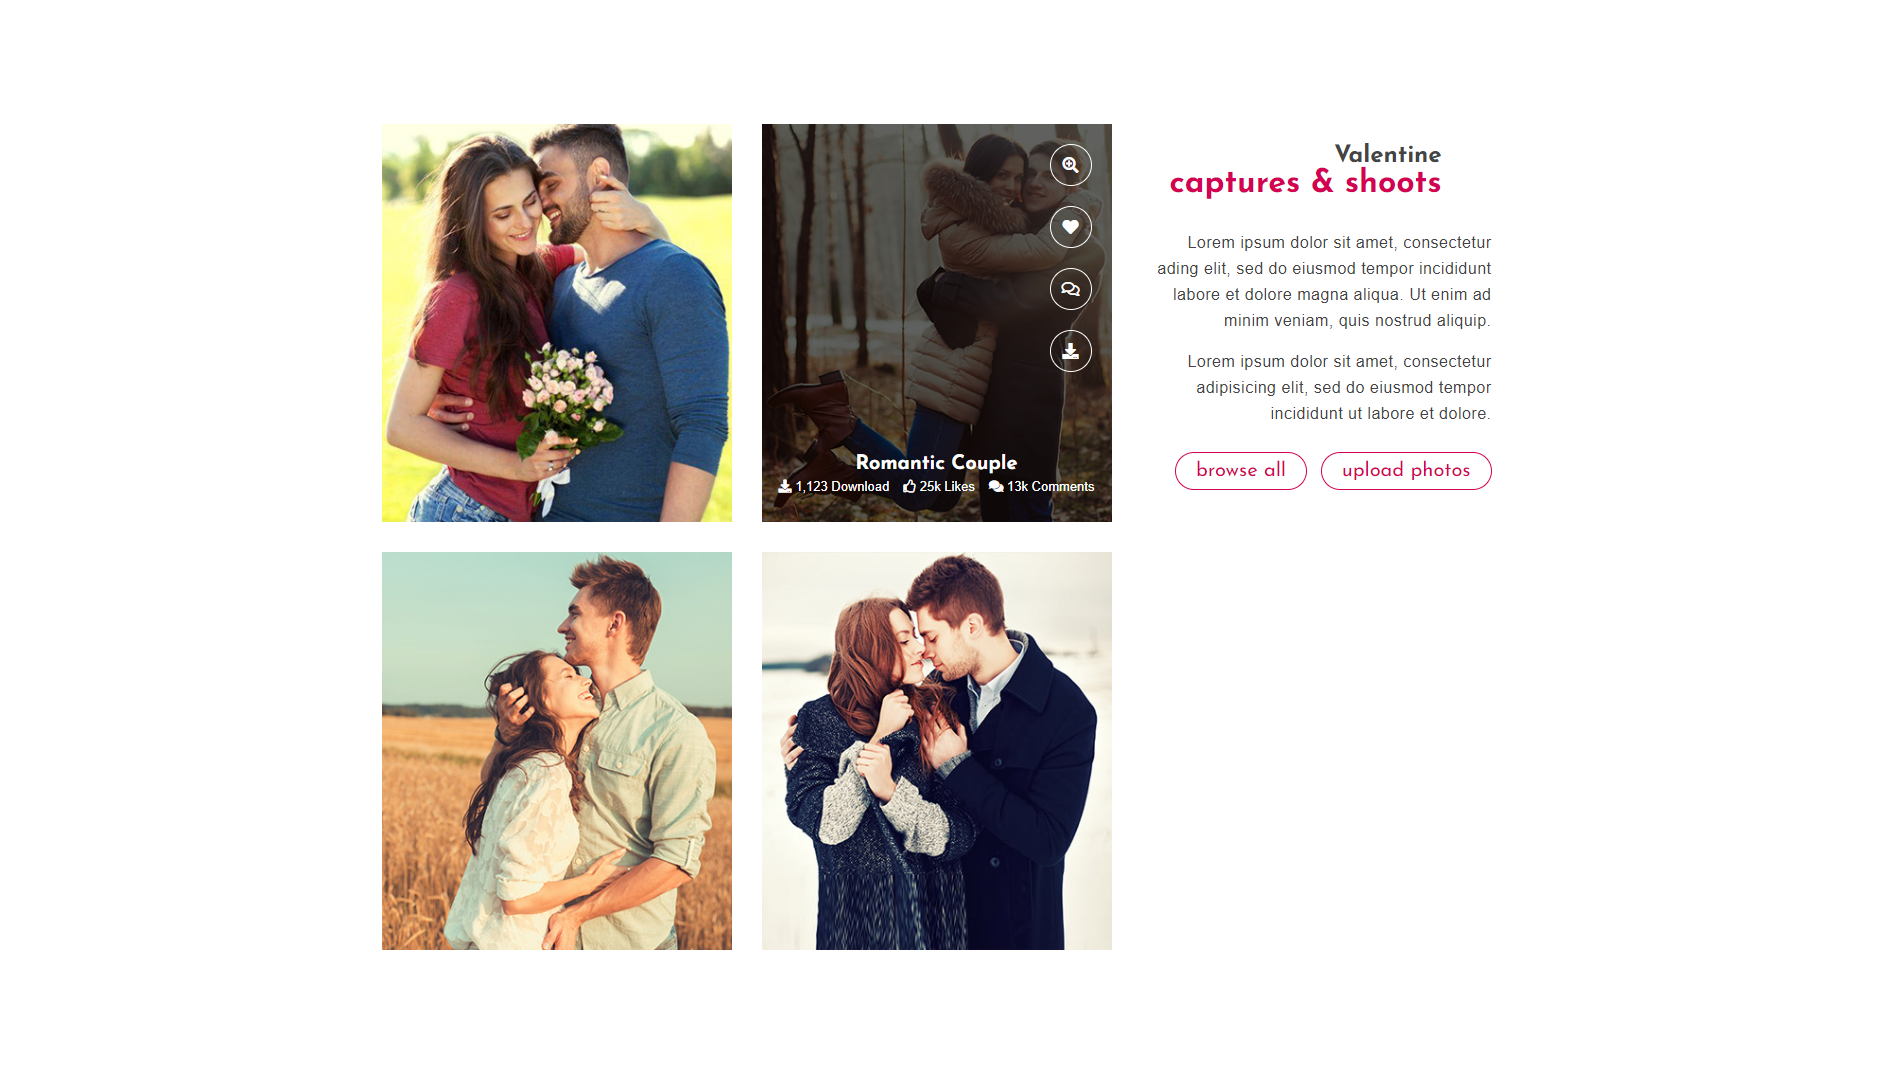 Valentine
captures & shoots
Lorem ipsum dolor sit amet, consectetur
ading elit, sed do eiusmod tempor incididunt
labore et dolore magna aliqua. Ut enim ad
minim veniam, quis nostrud aliquip.
Lorem ipsum dolor sit amet, consectetur
adipisicing elit, sed do eiusmod tempor
incididunt ut labore et dolore.
browse all upload photos
Romantic Couple
1,123 Download 25k Likes 13k Comments